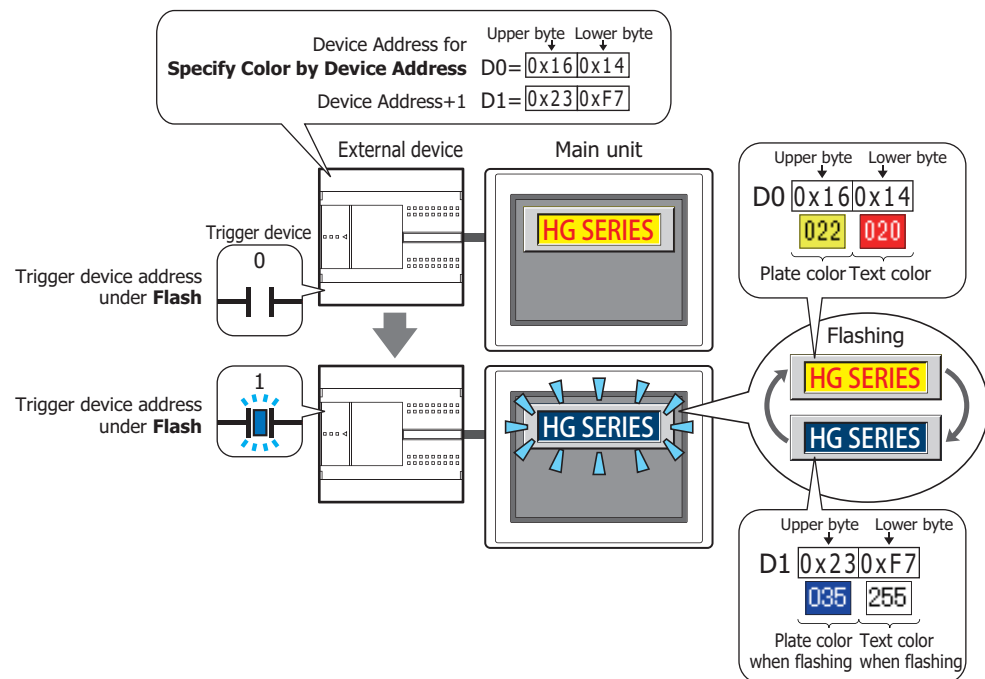 Upper byte Lower byte
Device Address for
Specify Color by Device Address D0= 0x16 0x14
Device Address+1 D1= 0x23 0xF7
External device
Main unit
Trigger device
0
Trigger device address
under Flash
HG SERIES
Upper byte Lower byte
D0 0x16 0x14
022 020
Plate color Text color
Flashing
HG SERIES
HG SERIES
1
Trigger device address
under Flash
HG SERIES
Upper byte Lower byte
D1 0x23 0xF7
035 255
Plate color Text color
when flashing when flashing